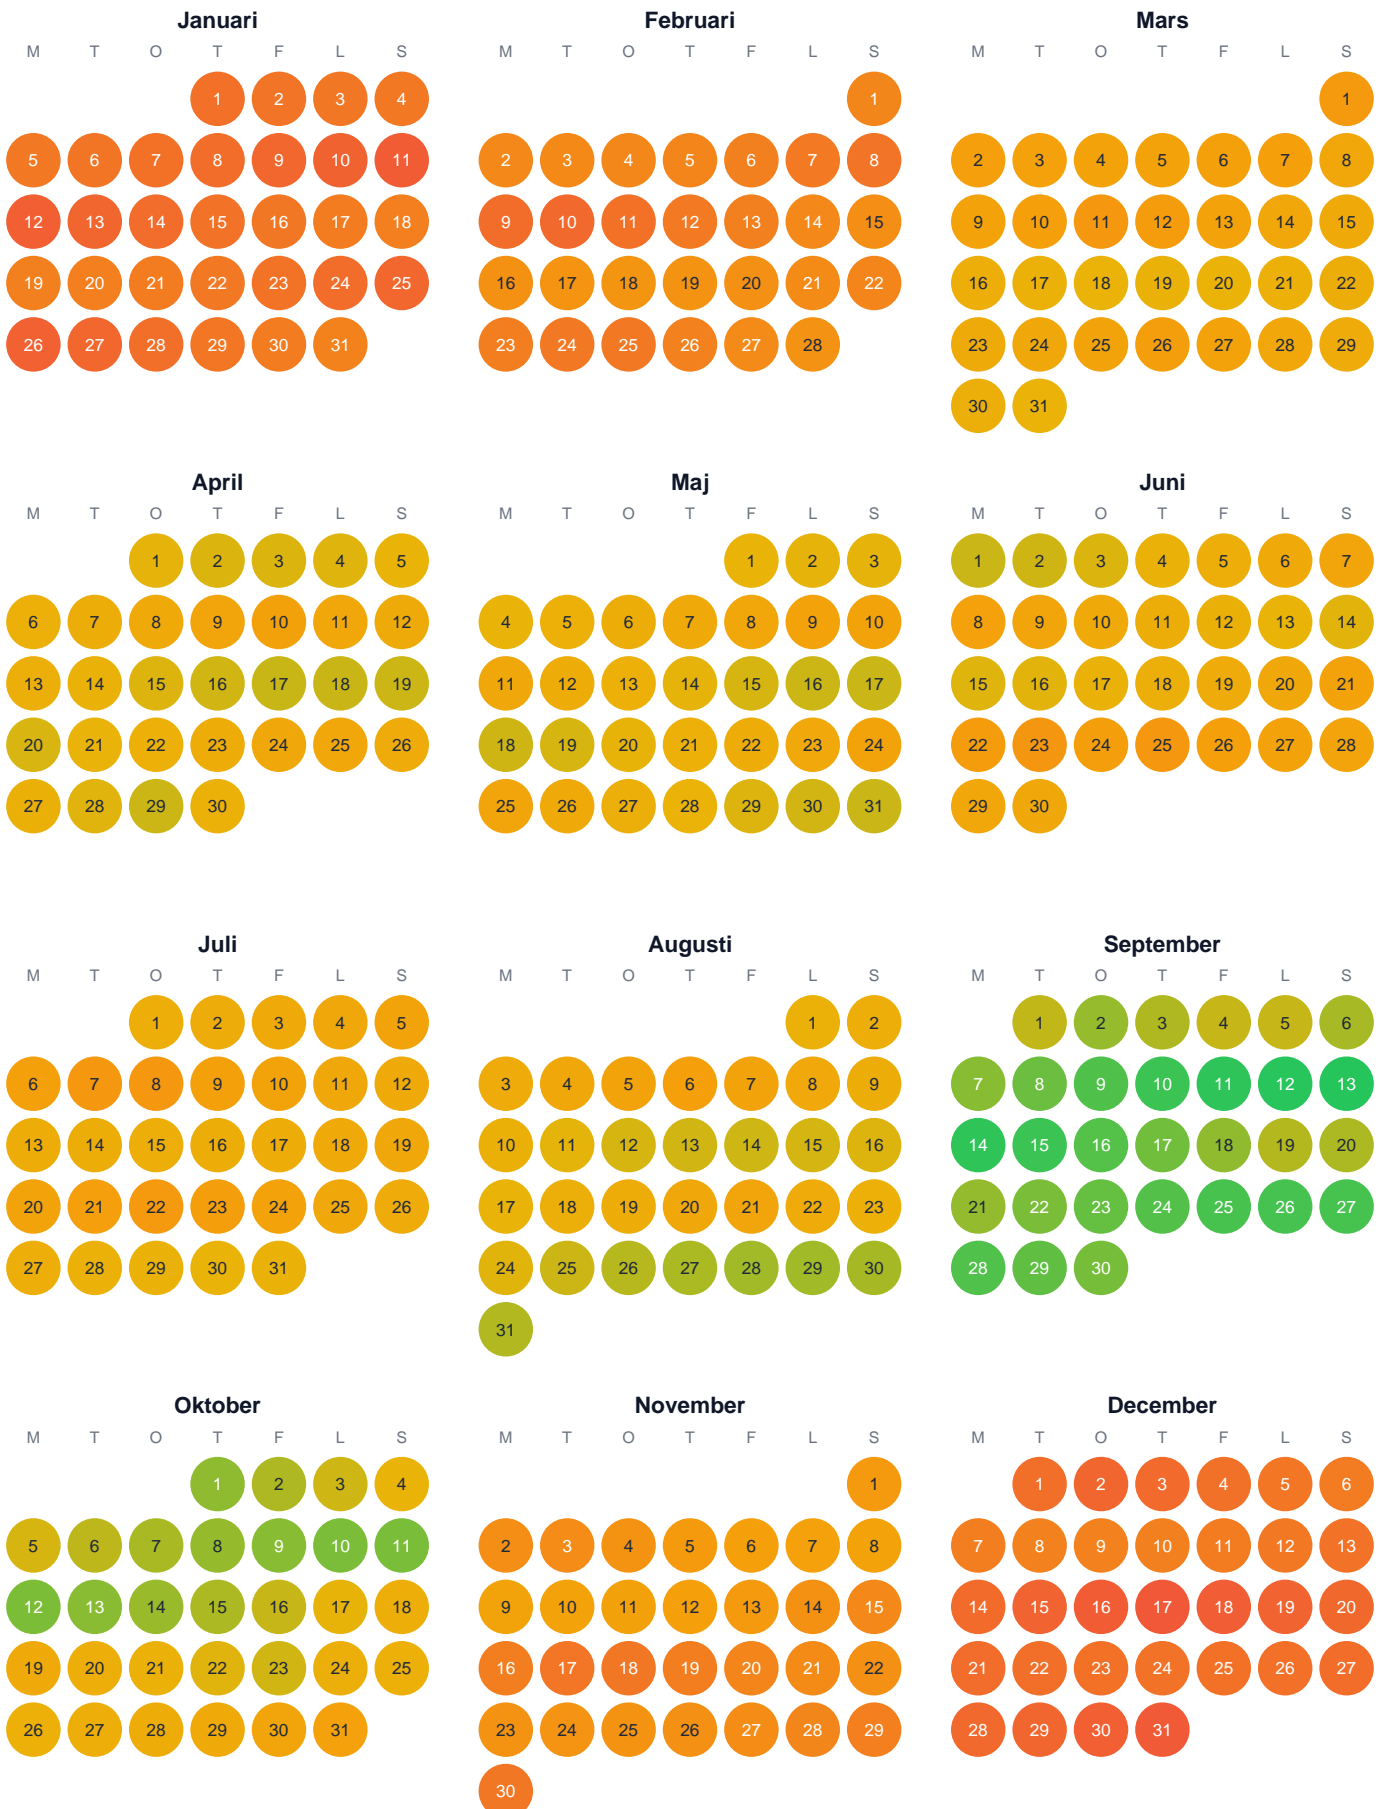 Januari Februari Mars
M T O T F L S M T O T F L S M T O T F L S
1 2 3 4 1 1
5 6 7 8 9 10 11 2 3 4 5 6 7 8 2 3 4 5 6 7 8
12 13 14 15 16 17 18 9 10 11 12 13 14 15 9 10 11 12 13 14 15
19 20 21 22 23 24 25 16 17 18 19 20 21 22 16 17 18 19 20 21 22
26 27 28 29 30 31 23 24 25 26 27 28 23 24 25 26 27 28 29
30 31
April Maj Juni
M T O T F L S M T O T F L S M T O T F L S
1 2 3 4 5 1 2 3 1 2 3 4 5 6 7
6 7 8 9 10 11 12 4 5 6 7 8 9 10 8 9 10 11 12 13 14
13 14 15 16 17 18 19 11 12 13 14 15 16 17 15 16 17 18 19 20 21
20 21 22 23 24 25 26 18 19 20 21 22 23 24 22 23 24 25 26 27 28
27 28 29 30 25 26 27 28 29 30 31 29 30
Juli Augusti September
M T O T F L S M T O T F L S M T O T F L S
1 2 3 4 5 1 2 1 2 3 4 5 6
6 7 8 9 10 11 12 3 4 5 6 7 8 9 7 8 9 10 11 12 13
13 14 15 16 17 18 19 10 11 12 13 14 15 16 14 15 16 17 18 19 20
20 21 22 23 24 25 26 17 18 19 20 21 22 23 21 22 23 24 25 26 27
27 28 29 30 31 24 25 26 27 28 29 30 28 29 30
31
Oktober November December
M T O T F L S M T O T F L S M T O T F L S
1 2 3 4 1 1 2 3 4 5 6
5 6 7 8 9 10 11 2 3 4 5 6 7 8 7 8 9 10 11 12 13
12 13 14 15 16 17 18 9 10 11 12 13 14 15 14 15 16 17 18 19 20
19 20 21 22 23 24 25 16 17 18 19 20 21 22 21 22 23 24 25 26 27
26 27 28 29 30 31 23 24 25 26 27 28 29 28 29 30 31
30